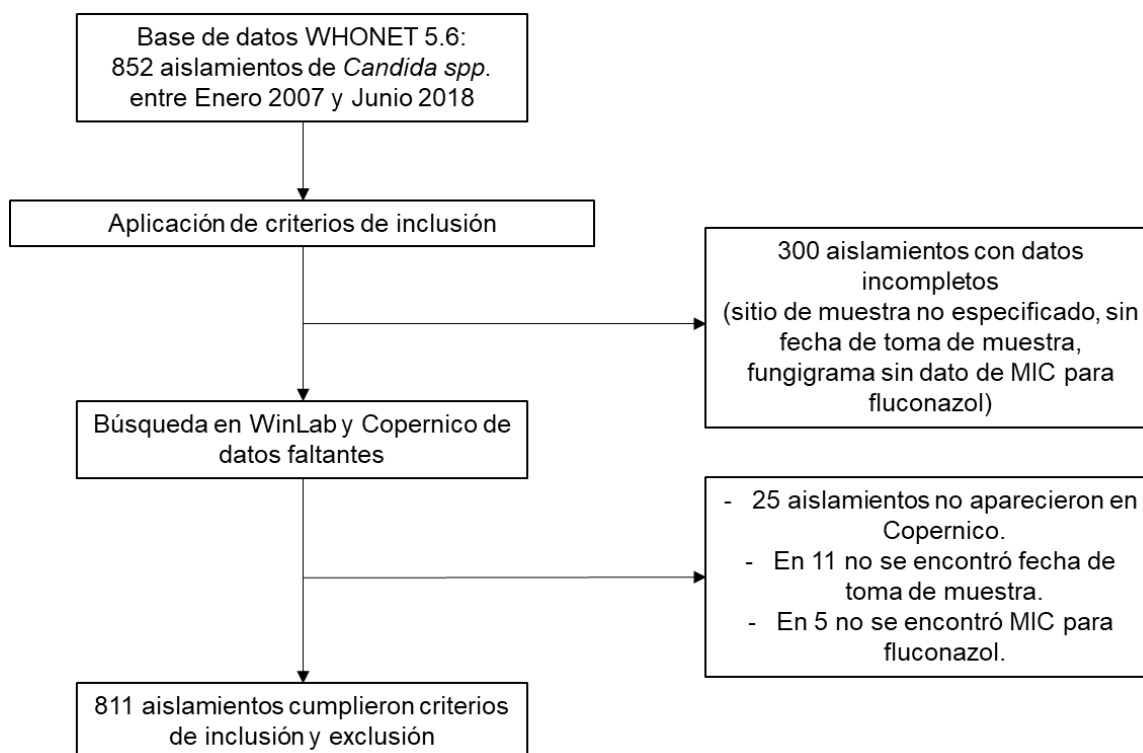 Base de datos WHONET 5.6:
852 aislamientos de Candida spp.
entre Enero 2007 y Junio 2018
Aplicación de criterios de inclusión
300 aislamientos con datos
incompletos
(sitio de muestra no especificado, sin
fecha de toma de muestra,
fungigrama sin dato de MIC para
fluconazol)
Búsqueda en WinLab y Copernico de
datos faltantes
- 25 aislamientos no aparecieron en
Copernico.
- En 11 no se encontró fecha de
toma de muestra.
- En 5 no se encontró MIC para
fluconazol.
811 aislamientos cumplieron criterios
de inclusión y exclusión